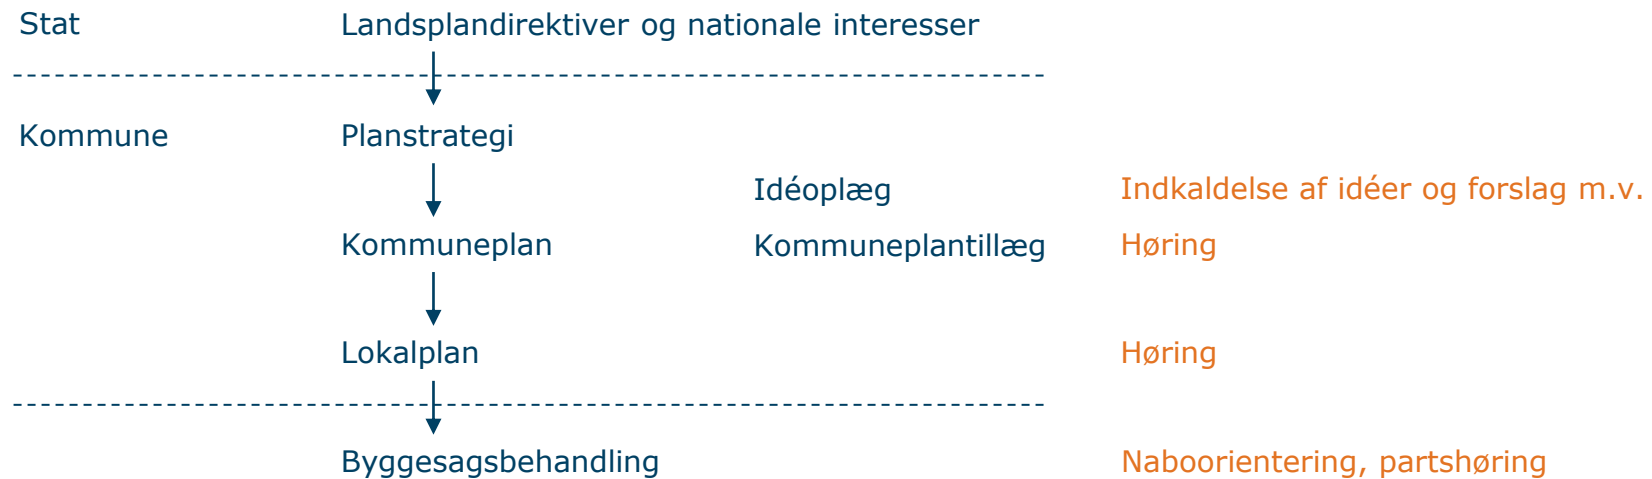 Stat Landsplandirektiver og nationale interesser
Kommune Planstrategi
Idéoplæg Indkaldelse af idéer og forslag m.v.
Kommuneplan Kommuneplantillæg Høring
Lokalplan Høring
Byggesagsbehandling Naboorientering, partshøring